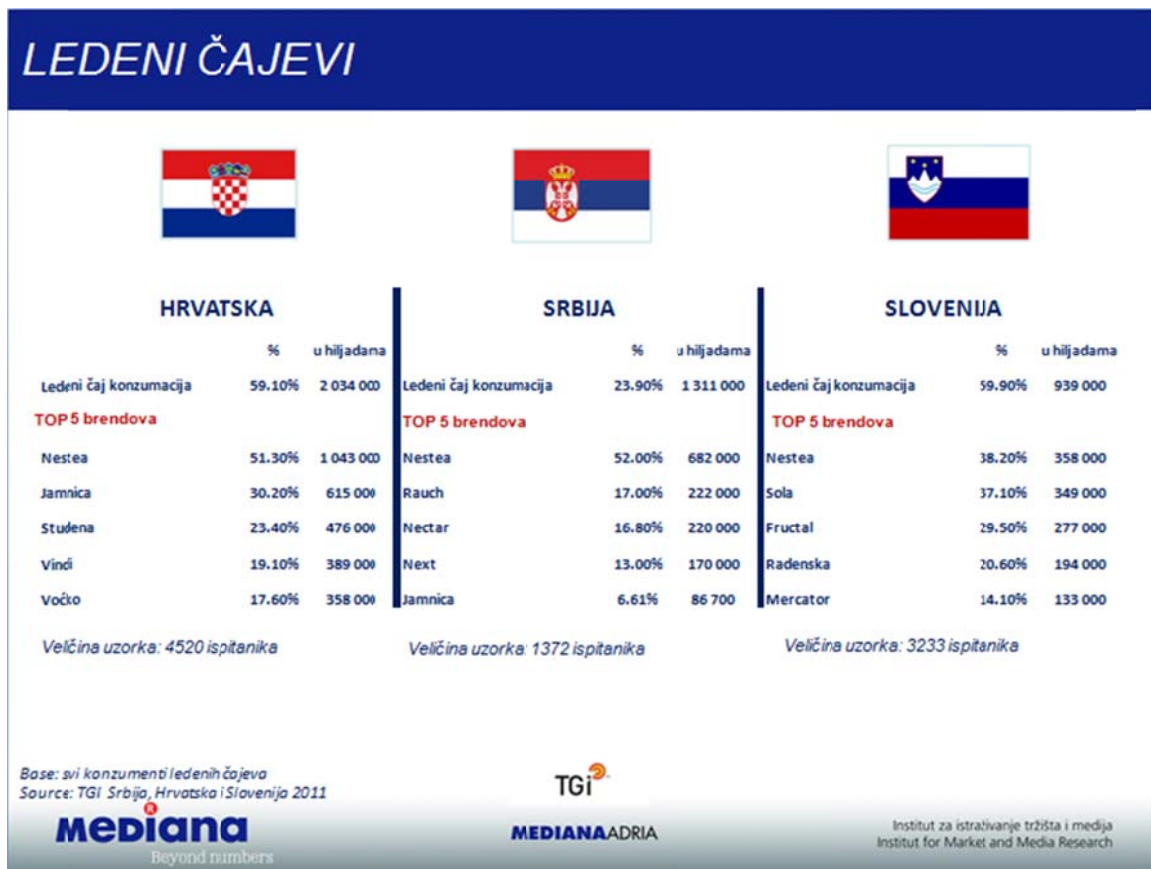 LEDENI ČAJEVI
HRVATSKA
% u hiljadama
Ledeni čaj konzumacija 59.10% 2 034 000
TOP 5 brendova
Nestea 51.30% 1 043 000
Jamnica 30.20% 615 000
Studena 23.40% 476 000
Vindi 19.10% 389 000
Voćko 17.60% 358 000
Veličina uzorka: 4520 ispitanika
SRBIJA
% u hiljadama
Ledeni čaj konzumacija 23.90% 1 311 000
TOP 5 brendova
Nestea 52.00% 682 000
Rauch 17.00% 222 000
Nectar 16.80% 220 000
Next 13.00% 170 000
Jamnica 6.61% 86 700
Veličina uzorka: 1372 ispitanika
SLOVENIJA
% u hiljadama
Ledeni čaj konzumacija 59.90% 939 000
TOP 5 brendova
Nestea 38.20% 358 000
Sola 37.10% 349 000
Fructal 29.50% 277 000
Radenska 20.60% 194 000
Mercator 14.10% 133 000
Veličina uzorka: 3233 ispitanika
Base: svi konzumenti ledenih čajeva
Source: TGI Srbija, Hrvatska i Slovenija 2011
MEDIANA ®
Beyond numbers
TGI
MEDIANAADRIA
Institut za istraživanje tržišta i medija
Institut for Market and Media Research